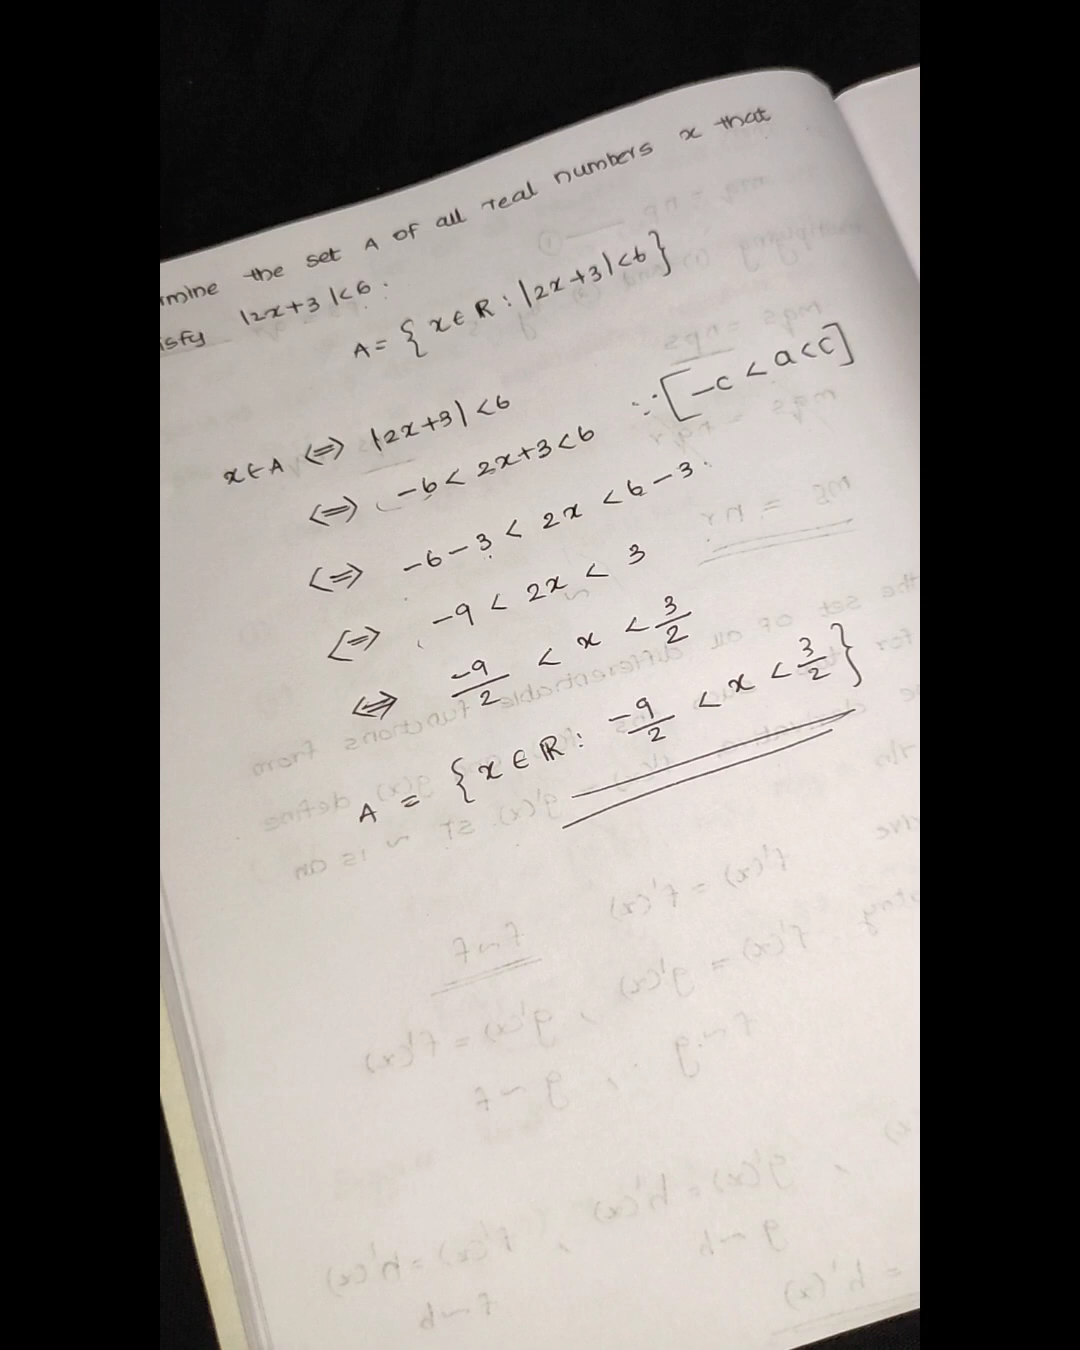 rmine the set A of all real numbers x that
isfy |2x+3|<6.
A = { x ∈ R : |2x+3|<6 }
x ∈ A <=> |2x+3| <6 ∵ [-c < a < c]
<=> -6 < 2x+3 < 6
<=> -6-3 < 2x < 6-3.
<=> -9 < 2x < 3
<=> -9/2 < x < 3/2
A = { x ∈ R : -9/2 < x < 3/2 }